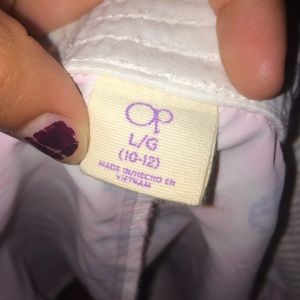 Op
L/G
(10-12)
MADE IN/HECHO EN
VIETNAM